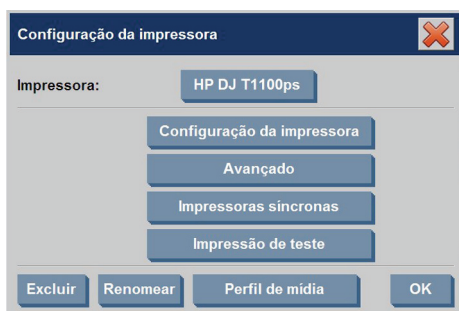 Configuração da impressora
Impressora: HP DJ T1100ps
Configuração da impressora
Avançado
Impressoras síncronas
Impressão de teste
Excluir Renomear Perfil de mídia OK